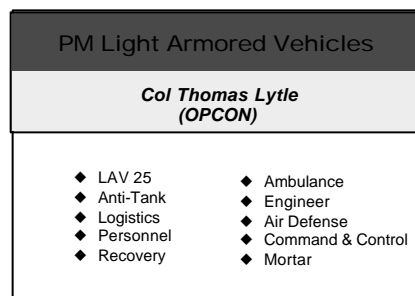 PM Light Armored Vehicles
Col Thomas Lytle
(OPCON)
◆ LAV 25
◆ Anti-Tank
◆ Logistics
◆ Personnel
◆ Recovery
◆ Ambulance
◆ Engineer
◆ Air Defense
◆ Command & Control
◆ Mortar